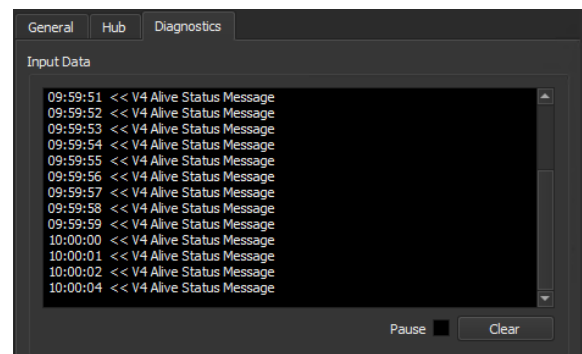 General Hub Diagnostics
Input Data
09:59:51 << V4 Alive Status Message
09:59:52 << V4 Alive Status Message
09:59:53 << V4 Alive Status Message
09:59:54 << V4 Alive Status Message
09:59:55 << V4 Alive Status Message
09:59:56 << V4 Alive Status Message
09:59:57 << V4 Alive Status Message
09:59:58 << V4 Alive Status Message
09:59:59 << V4 Alive Status Message
10:00:00 << V4 Alive Status Message
10:00:01 << V4 Alive Status Message
10:00:02 << V4 Alive Status Message
10:00:04 << V4 Alive Status Message
Pause Clear